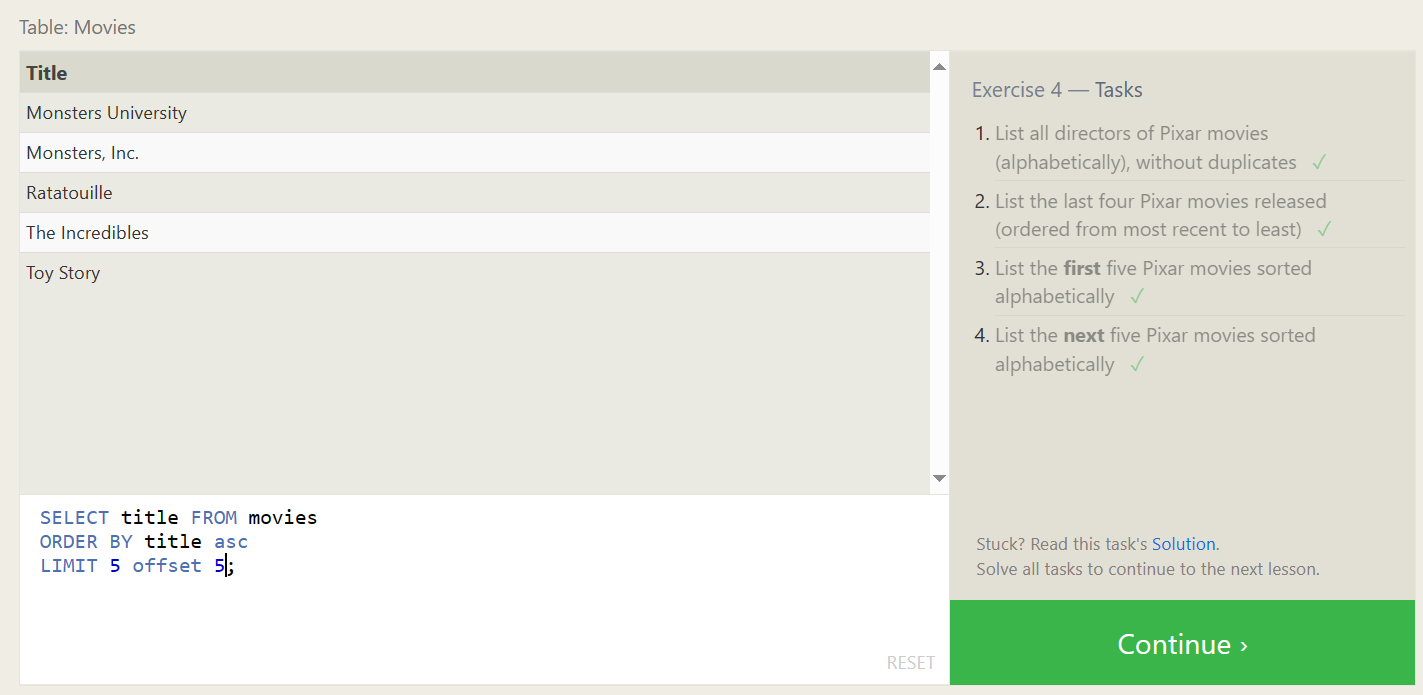 Table: Movies
Title
Monsters University
Monsters, Inc.
Ratatouille
The Incredibles
Toy Story
SELECT title FROM movies
ORDER BY title asc
LIMIT 5 offset 5;
RESET
Exercise 4 — Tasks
1. List all directors of Pixar movies
(alphabetically), without duplicates ✓
2. List the last four Pixar movies released
(ordered from most recent to least) ✓
3. List the first five Pixar movies sorted
alphabetically ✓
4. List the next five Pixar movies sorted
alphabetically ✓
Stuck? Read this task's Solution.
Solve all tasks to continue to the next lesson.
Continue ›